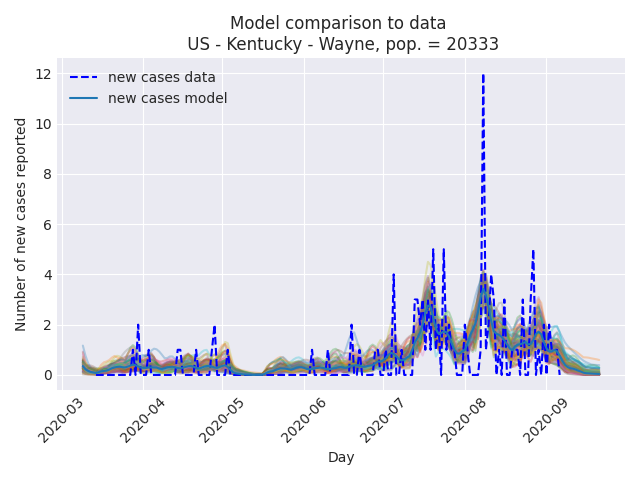 Model comparison to data
US - Kentucky - Wayne, pop. = 20333
new cases data
new cases model
Number of new cases reported
12
10
8
6
4
2
0
2020-03
2020-04
2020-05
2020-06
2020-07
2020-08
2020-09
Day